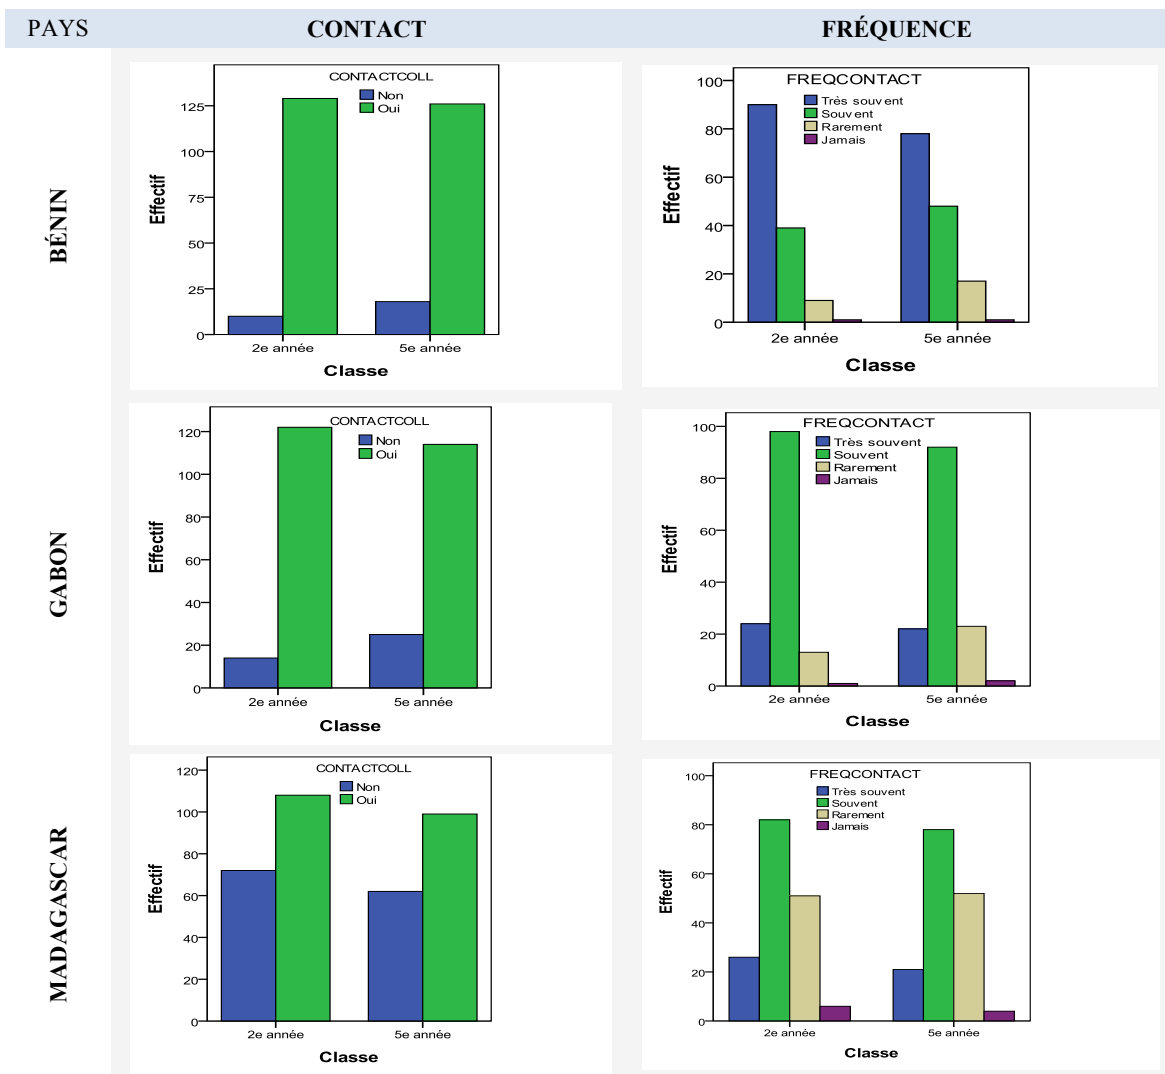 PAYS CONTACT FRÉQUENCE
BÉNIN
CONTACTCOLL
Non
Oui
125
100
75
50
25
0
Effectif
2e année 5e année
Classe
FREQCONTACT
Très souvent
Souvent
Rarement
Jamais
100
80
60
40
20
0
Effectif
2e année 5e année
Classe
GABON
CONTACTCOLL
Non
Oui
120
100
80
60
40
20
0
Effectif
2e année 5e année
Classe
FREQCONTACT
Très souvent
Souvent
Rarement
Jamais
100
80
60
40
20
0
Effectif
2e année 5e année
Classe
MADAGASCAR
CONTACTCOLL
Non
Oui
120
100
80
60
40
20
0
Effectif
2e année 5e année
Classe
FREQCONTACT
Très souvent
Souvent
Rarement
Jamais
100
80
60
40
20
0
Effectif
2e année 5e année
Classe